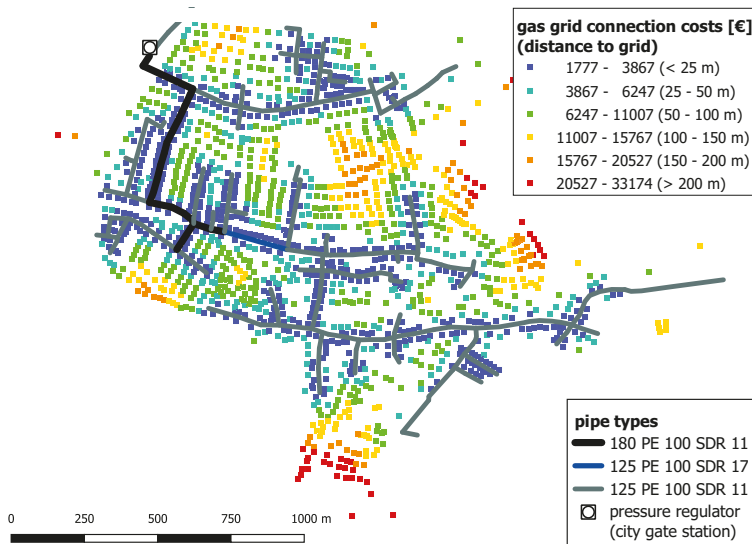 gas grid connection costs [€]
(distance to grid)
1777 - 3867 (< 25 m)
3867 - 6247 (25 - 50 m)
6247 - 11007 (50 - 100 m)
11007 - 15767 (100 - 150 m)
15767 - 20527 (150 - 200 m)
20527 - 33174 (> 200 m)
pipe types
180 PE 100 SDR 11
125 PE 100 SDR 17
125 PE 100 SDR 11
pressure regulator
(city gate station)
0 250 500 750 1000 m